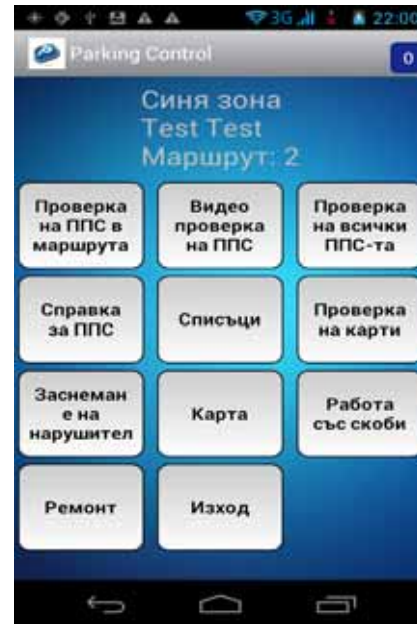 3G 22:00
Parking Control
0
Синя зона
Test Test
Маршрут: 2
Проверка
на ППС в
маршрута
Видео
проверка
на ППС
Проверка
на всички
ППС-та
Справка
за ППС
Списъци
Проверка
на карти
Заснеман
е на
нарушител
Карта
Работа
със скоби
Ремонт
Изход